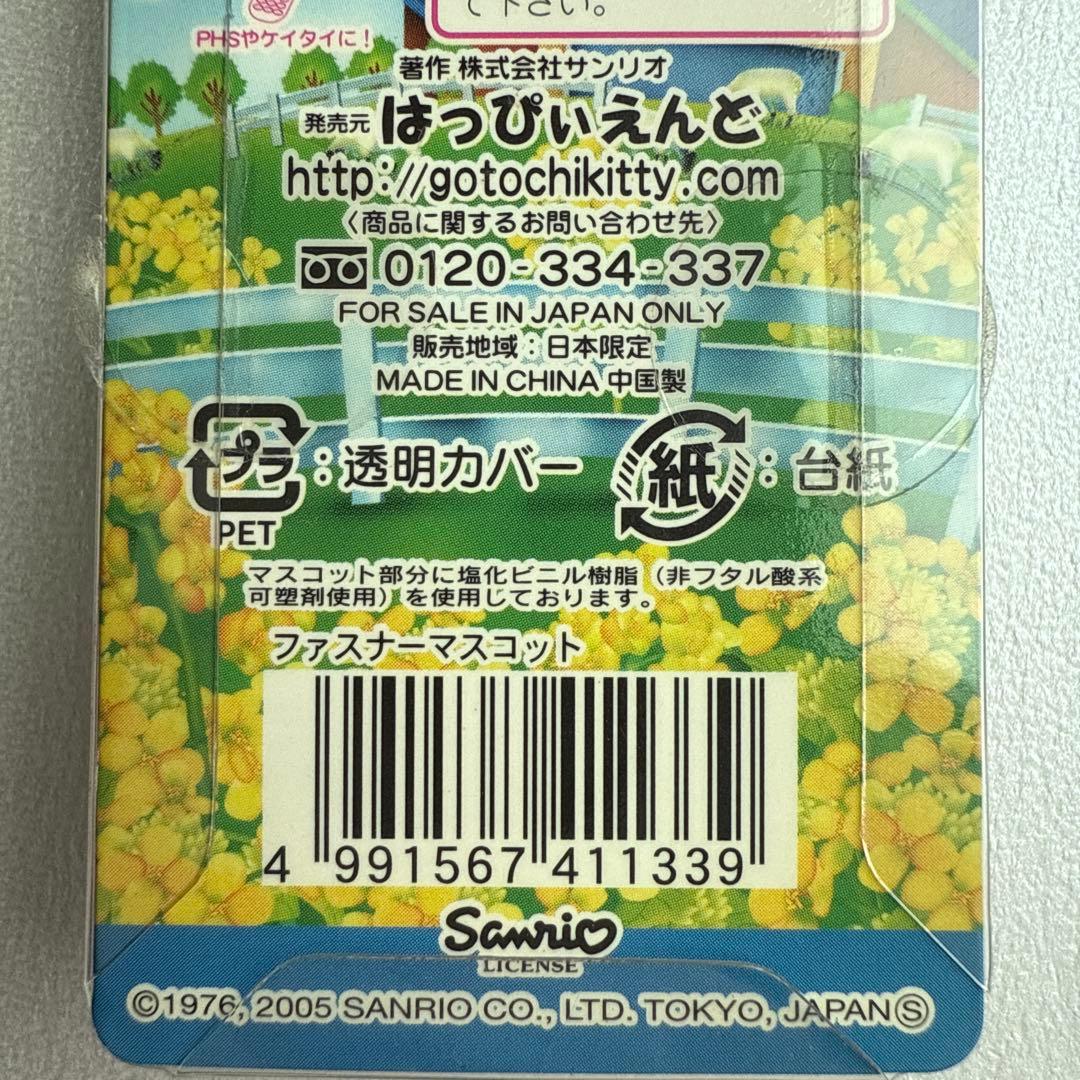 て下さい。
PHSやケイタイに!
著作 株式会社サンリオ
発売元 はっぴぃえんど
http://gotochikitty.com
〈商品に関するお問い合わせ先〉
0120-334-337
FOR SALE IN JAPAN ONLY
販売地域:日本限定
MADE IN CHINA 中国製
プラ:透明カバー 紙:台紙
PET
マスコット部分に塩化ビニル樹脂(非フタル酸系
可塑剤使用)を使用しております。
ファスナーマスコット
4 991567 411339
Sanrio
LICENSE
©1976, 2005 SANRIO CO., LTD. TOKYO, JAPANⓈ